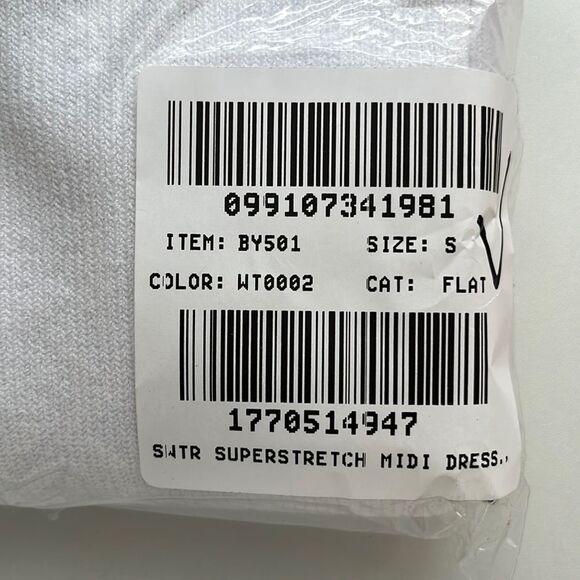 099107341981
ITEM: BY501 SIZE: S
COLOR: WT0002 CAT: FLAT
1770514947
SWTR SUPERSTRETCH MIDI DRESS..